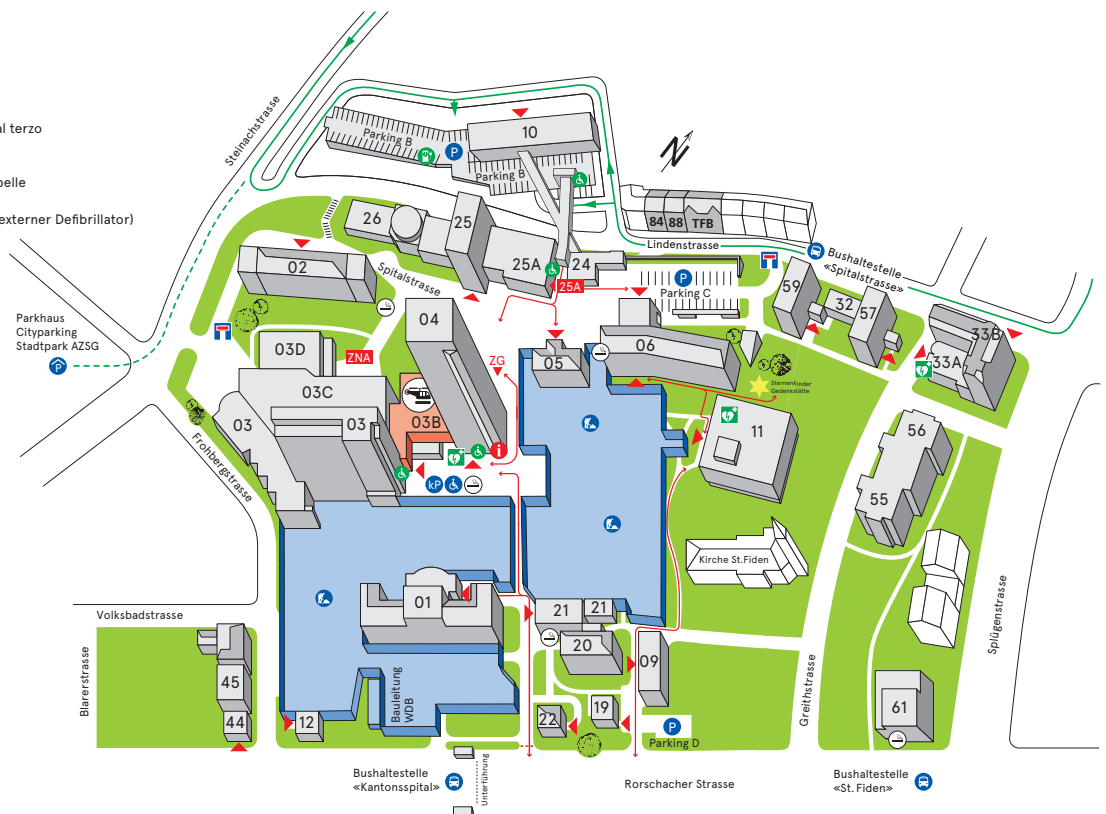 al terzo
pelle
externer Defibrillator)
Steinachstrasse
Parking B
P
10
Parking B
N
84
88
TFB
Lindenstrasse
Bushaltestelle
«Spitalstrasse»
26
25
25A
24
25A
P
Parking C
02
Spitalstrasse
59
32
57
33B
33A
Parkhaus
Cityparking
Stadtpark AZSG
P
04
06
05
ZNA
ZG
03D
03C
03
03
03B
Sternenkinder
Gedenkstätte
11
56
55
i
kP
Frohbergstrasse
Kirche St.Fiden
01
21
21
20
09
Volksbadstrasse
Blarerstrasse
45
44
12
Bauleitung
WDB
22
19
P
Parking D
Greithstrasse
Splügenstrasse
61
Bushaltestelle
«Kantonsspital»
Unterführung
Rorschacher Strasse
Bushaltestelle
«St. Fiden»